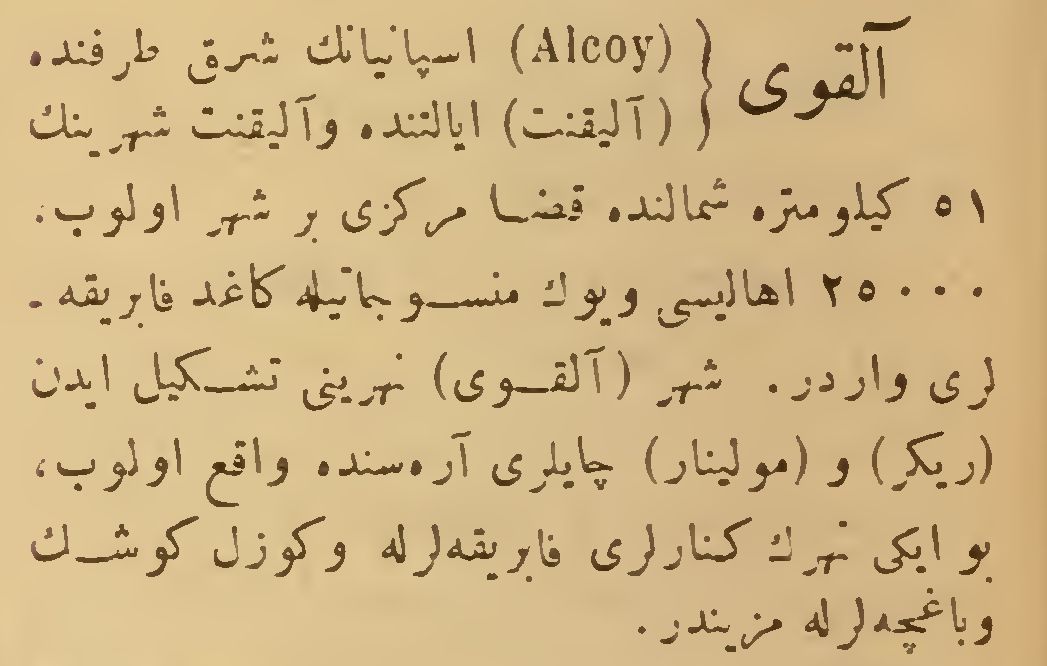 آلقوی { (Alcoy) اسپانیانك شرق طرفنده
(آلیقنت) ایالتنده وآلیقنت شهرینك
٥١ کیلومتره شمالنده قضا مرکزی بر شهر اولوب،
٢٥٠٠٠ اهالیسی ویوك منسوجاتیله کاغد فابریقه ـ
لری واردر. شهر (آلقوی) نهرینی تشکیل ایدن
(ریکر) و (مولینار) چایلری آره‌سنده واقع اولوب،
بو ایکی نهرك کنارلری فابریقه‌لرله وکوزل کوشك
وباغچه‌لرله مزیندر.